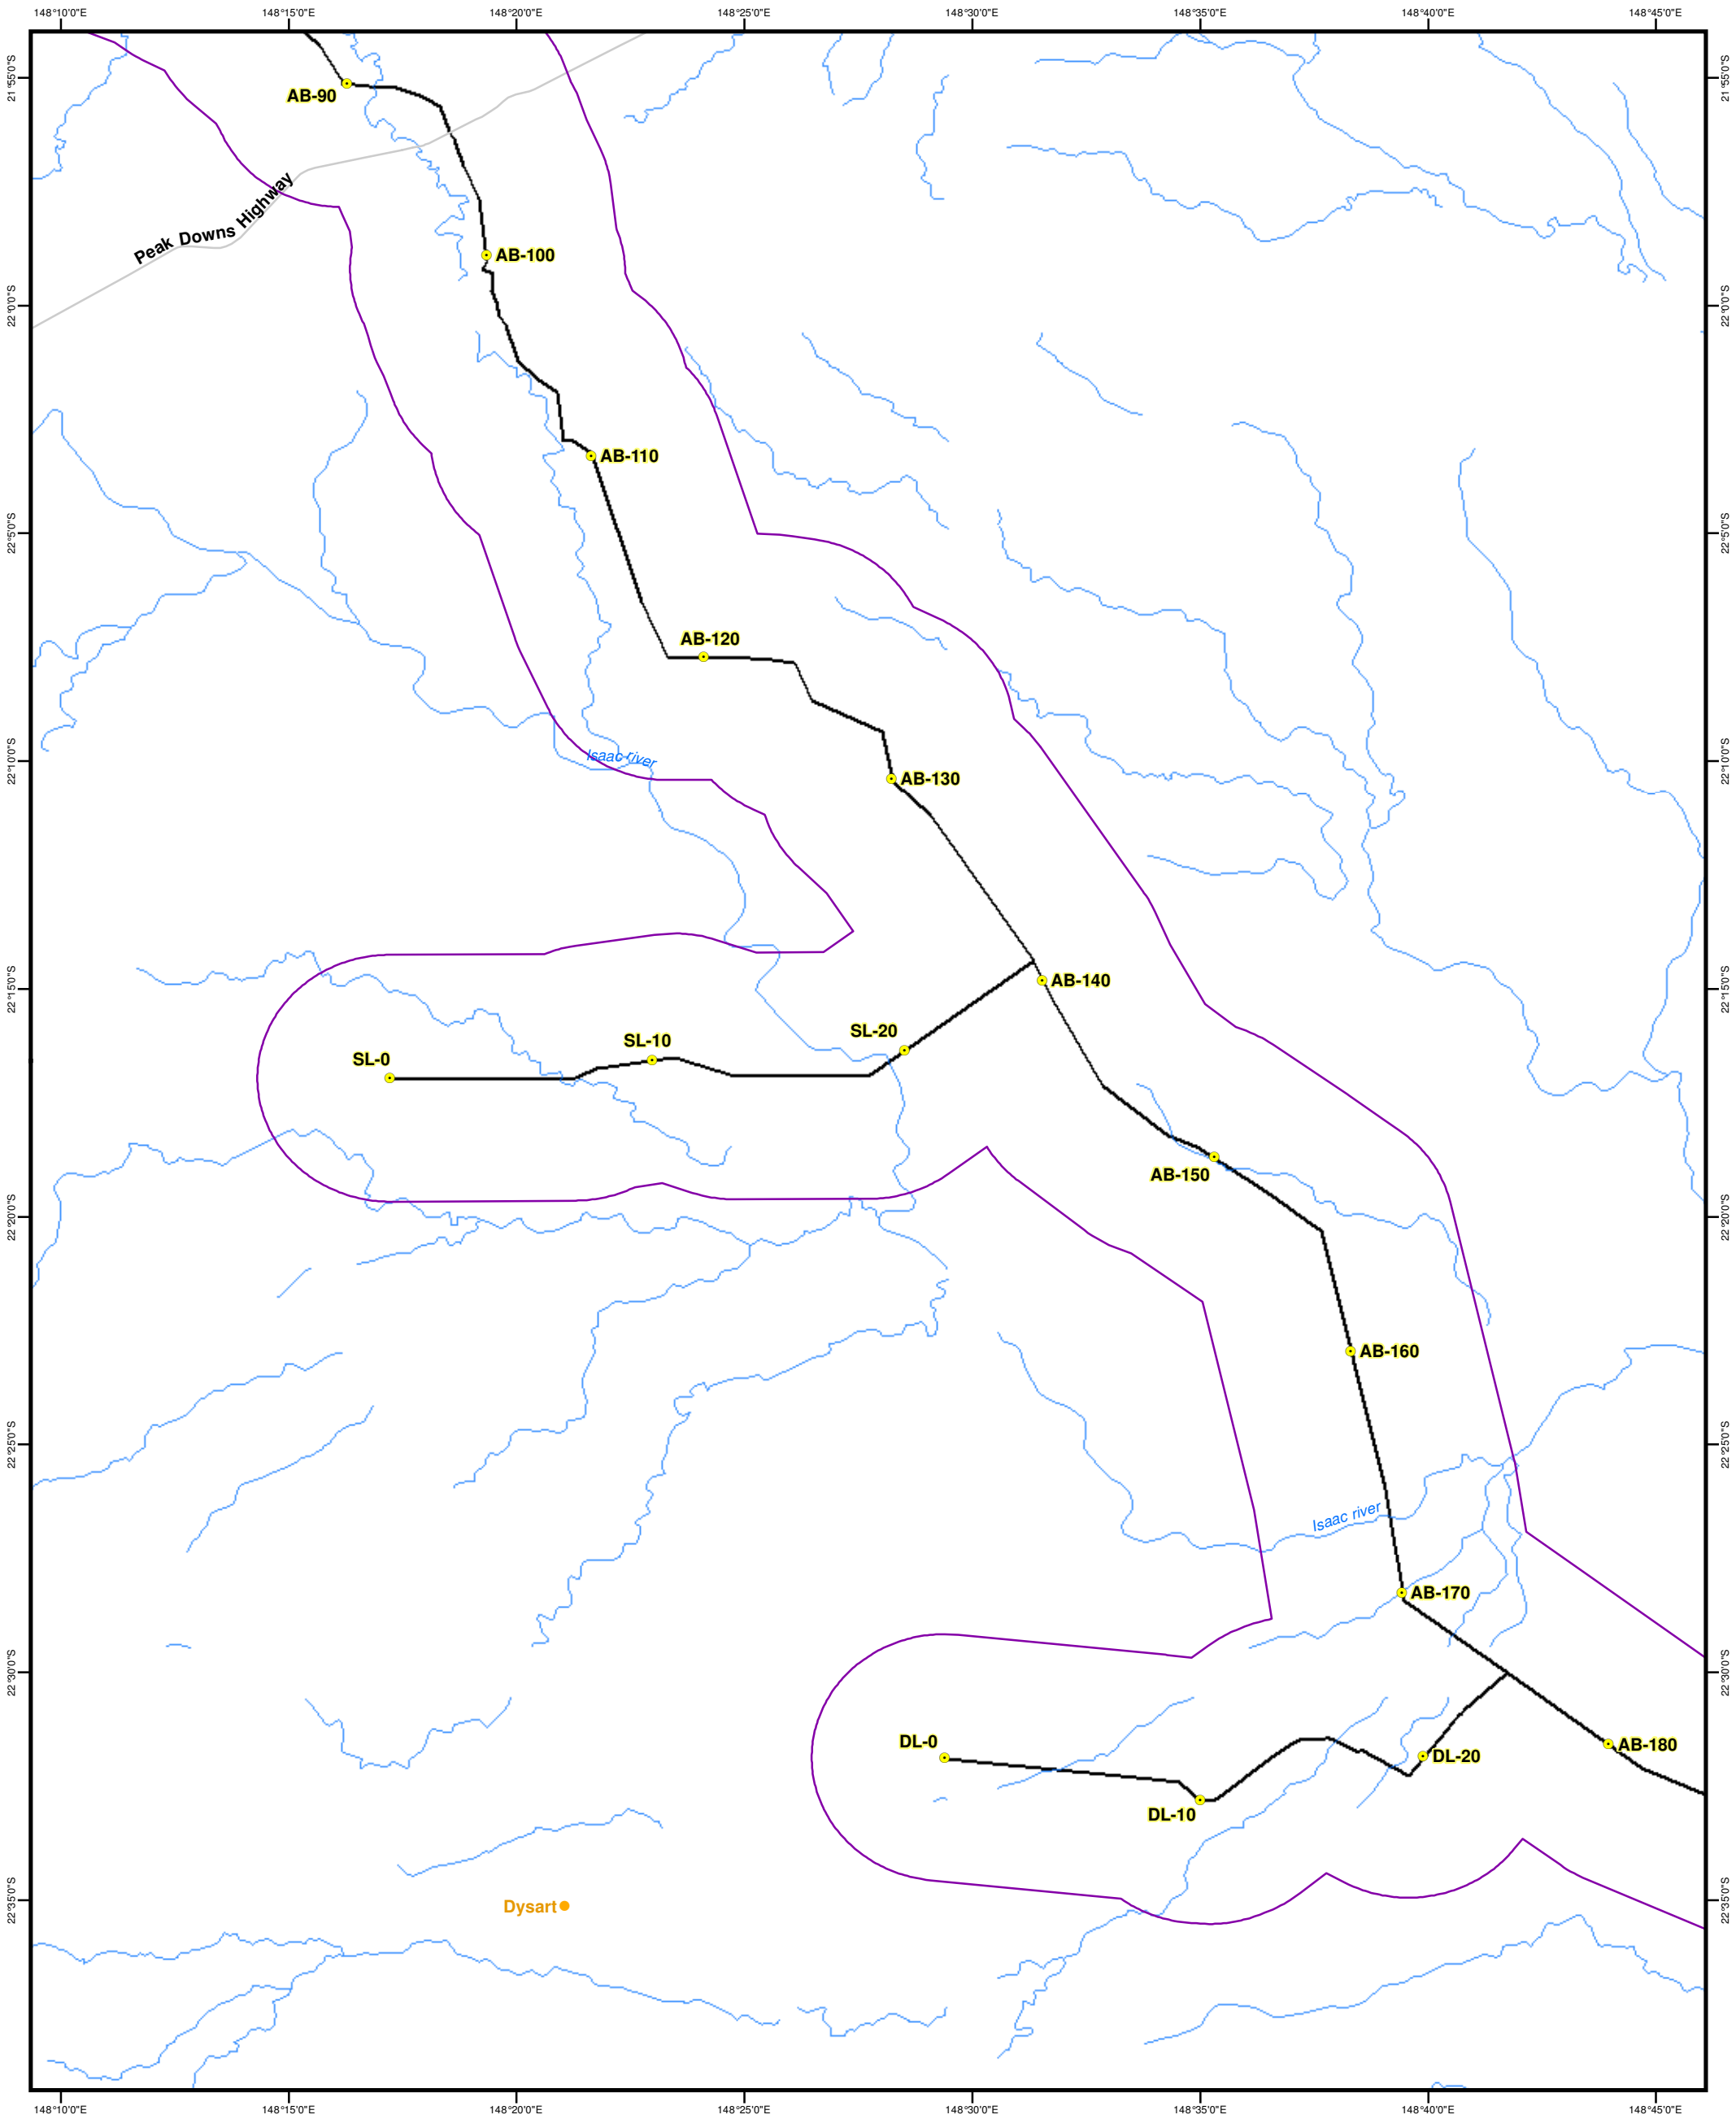 148°10'0"E 148°15'0"E 148°20'0"E 148°25'0"E 148°30'0"E 148°35'0"E 148°40'0"E 148°45'0"E
21°55'0"S
21°55'0"S
AB-90
Peak Downs Highway
AB-100
22°0'0"S
22°0'0"S
AB-110
22°5'0"S
22°5'0"S
AB-120
22°10'0"S
Isaac river
AB-130
22°10'0"S
22°15'0"S
AB-140
22°15'0"S
SL-20
SL-10
SL-0
AB-150
22°20'0"S
22°20'0"S
AB-160
22°25'0"S
22°25'0"S
Isaac river
AB-170
22°30'0"S
22°30'0"S
DL-0
DL-20
AB-180
DL-10
22°35'0"S
Dysart
22°35'0"S
148°10'0"E 148°15'0"E 148°20'0"E 148°25'0"E 148°30'0"E 148°35'0"E 148°40'0"E 148°45'0"E